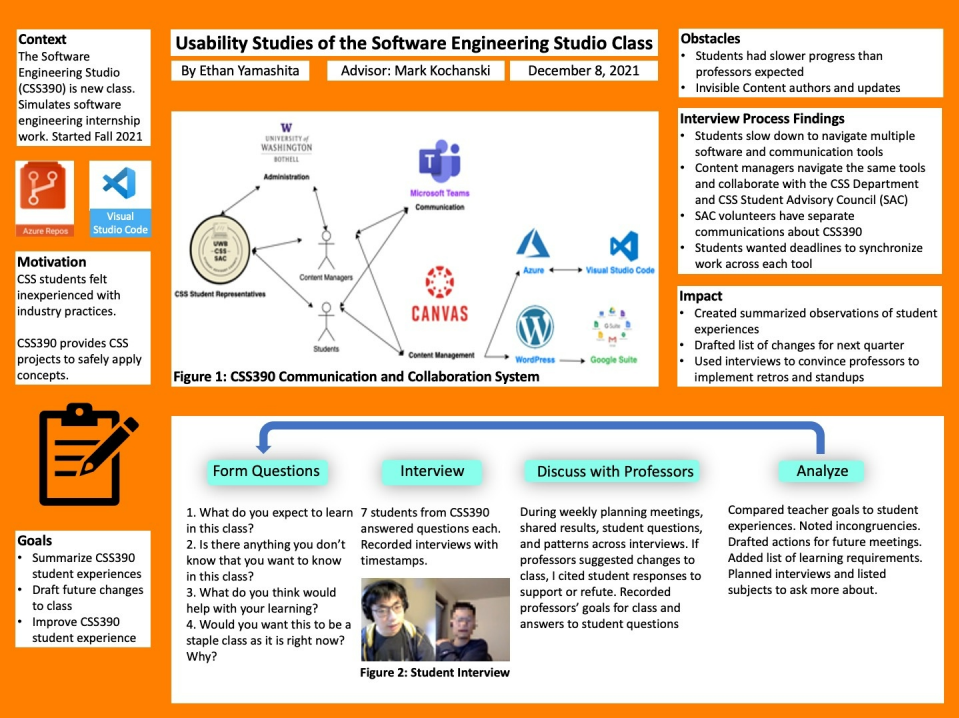 Context
The Software
Engineering Studio
(CSS390) is new class.
Simulates software
engineering internship
work. Started Fall 2021
Azure Repos
Visual
Studio Code
Motivation
CSS students felt
inexperienced with
industry practices.
CSS390 provides CSS
projects to safely apply
concepts.
Goals
• Summarize CSS390
student experiences
• Draft future changes
to class
• Improve CSS390
student experience
Usability Studies of the Software Engineering Studio Class
By Ethan Yamashita
Advisor: Mark Kochanski
December 8, 2021
W
UNIVERSITY of
WASHINGTON
BOTHELL
Administration
Microsoft Teams
Communication
UWB
CSS
SAC
CSS Student Representatives
Content Managers
Students
CANVAS
Content Management
Azure
Visual Studio Code
WordPress
G Suite
Google Suite
Figure 1: CSS390 Communication and Collaboration System
Obstacles
• Students had slower progress than
professors expected
• Invisible Content authors and updates
Interview Process Findings
• Students slow down to navigate multiple
software and communication tools
• Content managers navigate the same tools
and collaborate with the CSS Department
and CSS Student Advisory Council (SAC)
• SAC volunteers have separate
communications about CSS390
• Students wanted deadlines to synchronize
work across each tool
Impact
• Created summarized observations of student
experiences
• Drafted list of changes for next quarter
• Used interviews to convince professors to
implement retros and standups
Form Questions
1. What do you expect to learn
in this class?
2. Is there anything you don't
know that you want to know
in this class?
3. What do you think would
help with your learning?
4. Would you want this to be a
staple class as it is right now?
Why?
Interview
7 students from CSS390
answered questions each.
Recorded interviews with
timestamps.
Figure 2: Student Interview
Discuss with Professors
During weekly planning meetings,
shared results, student questions,
and patterns across interviews. If
professors suggested changes to
class, I cited student responses to
support or refute. Recorded
professors' goals for class and
answers to student questions
Analyze
Compared teacher goals to student
experiences. Noted incongruencies.
Drafted actions for future meetings.
Added list of learning requirements.
Planned interviews and listed
subjects to ask more about.